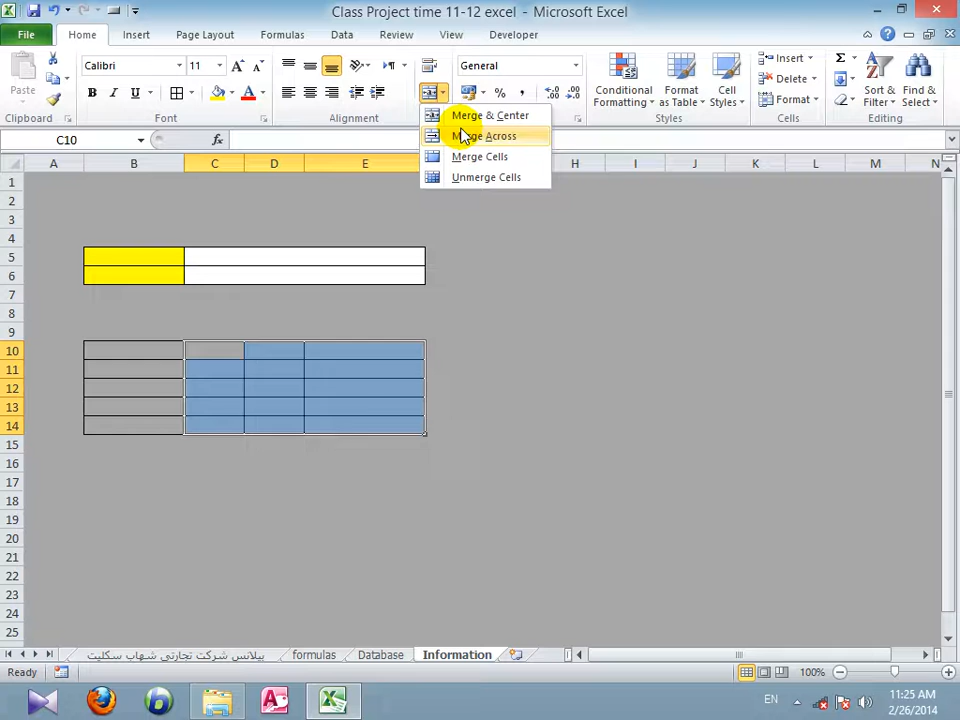 Class Project time 11-12 excel - Microsoft Excel
File Home Insert Page Layout Formulas Data Review View Developer
Paste
Calibri 11
B I U
General
% ,
Conditional Formatting
Format as Table
Cell Styles
Insert
Delete
Format
Σ
Sort & Filter
Find & Select
Clipboard Font Alignment Styles Cells Editing
Merge & Center
Merge Across
Merge Cells
Unmerge Cells
C10 fx
A B C D E H I J K L M N
1
2
3
4
5
6
7
8
9
10
11
12
13
14
15
16
17
18
19
20
21
22
23
24
25
بیلانس شرکت تجارتی شهاب سکلیت formulas Database Information
Ready 100%
EN 11:25 AM
2/26/2014